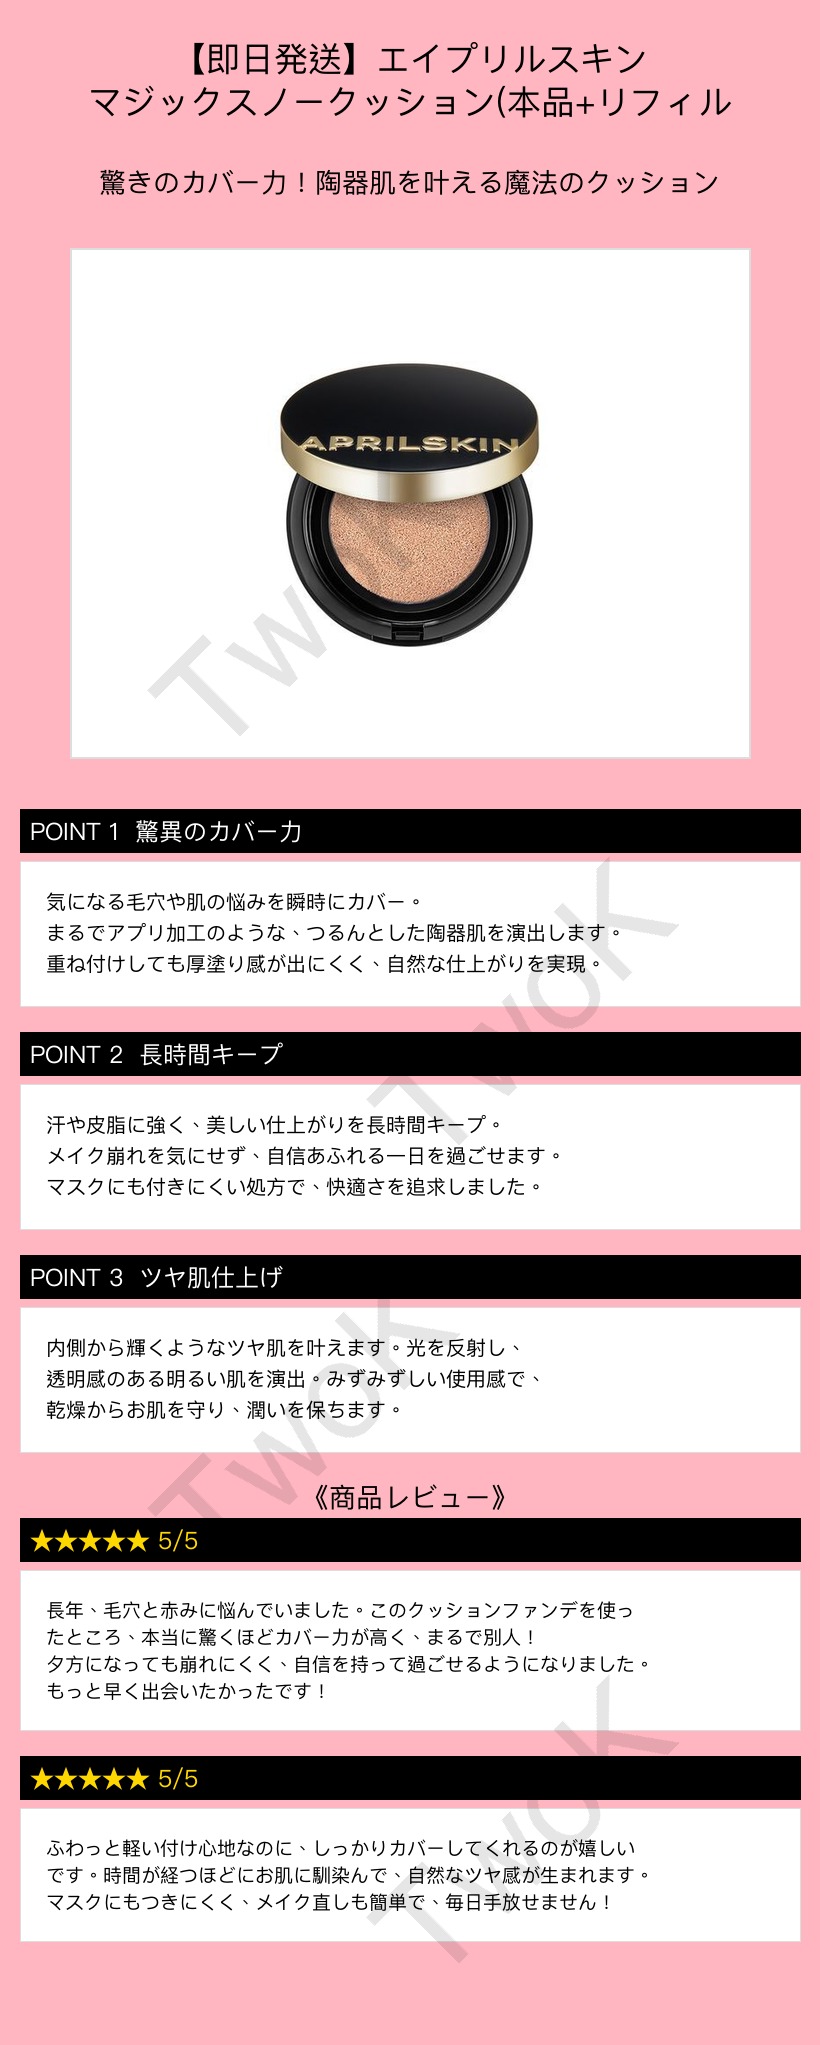 【即日発送】エイプリルスキン
マジックスノークッション(本品+リフィル
驚きのカバー力！陶器肌を叶える魔法のクッション
APRILSKIN
TwoK
POINT 1 驚異のカバー力
気になる毛穴や肌の悩みを瞬時にカバー。
まるでアプリ加工のような、つるんとした陶器肌を演出します。
重ね付けしても厚塗り感が出にくく、自然な仕上がりを実現。
TwoK
POINT 2 長時間キープ
汗や皮脂に強く、美しい仕上がりを長時間キープ。
メイク崩れを気にせず、自信あふれる一日を過ごせます。
マスクにも付きにくい処方で、快適さを追求しました。
POINT 3 ツヤ肌仕上げ
内側から輝くようなツヤ肌を叶えます。光を反射し、
透明感のある明るい肌を演出。みずみずしい使用感で、
乾燥からお肌を守り、潤いを保ちます。
TwoK
《商品レビュー》
★★★★★ 5/5
長年、毛穴と赤みに悩んでいました。このクッションファンデを使っ
たところ、本当に驚くほどカバー力が高く、まるで別人！
夕方になっても崩れにくく、自信を持って過ごせるようになりました。
もっと早く出会いたかったです！
★★★★★ 5/5
ふわっと軽い付け心地なのに、しっかりカバーしてくれるのが嬉しい
です。時間が経つほどにお肌に馴染んで、自然なツヤ感が生まれます。
マスクにもつきにくく、メイク直しも簡単で、毎日手放せません！
TwoK